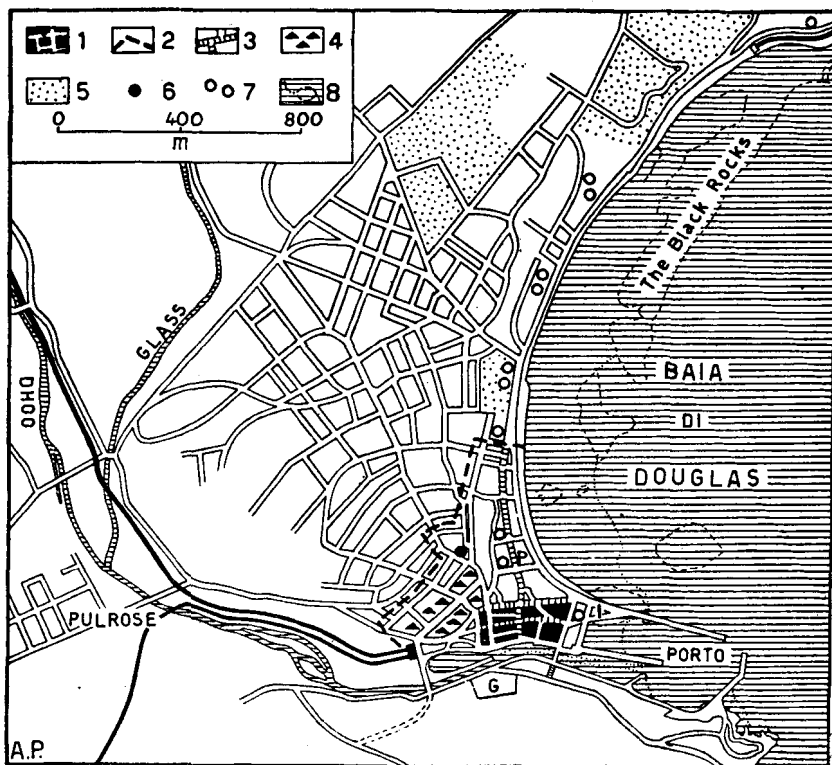 1 2 3 4
5 6 7 8
0 400 800
m
The Black Rocks
GLASS
DHOO
BAIA
DI
DOUGLAS
P
PULROSE
PORTO
G
A.P.